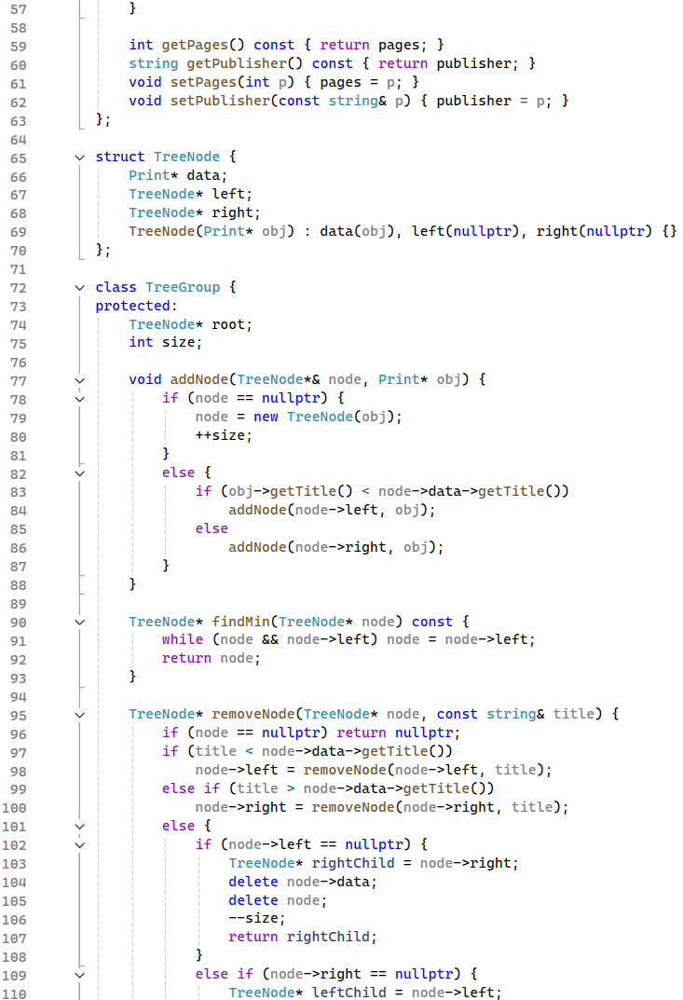 57             }
58
59             int getPages() const { return pages; }
60             string getPublisher() const { return publisher; }
61             void setPages(int p) { pages = p; }
62             void setPublisher(const string& p) { publisher = p; }
63         };
64
65         struct TreeNode {
66             Print* data;
67             TreeNode* left;
68             TreeNode* right;
69             TreeNode(Print* obj) : data(obj), left(nullptr), right(nullptr) {}
70         };
71
72         class TreeGroup {
73         protected:
74             TreeNode* root;
75             int size;
76
77             void addNode(TreeNode*& node, Print* obj) {
78                 if (node == nullptr) {
79                     node = new TreeNode(obj);
80                     ++size;
81                 }
82                 else {
83                     if (obj->getTitle() < node->data->getTitle())
84                         addNode(node->left, obj);
85                     else
86                         addNode(node->right, obj);
87                 }
88             }
89
90             TreeNode* findMin(TreeNode* node) const {
91                 while (node && node->left) node = node->left;
92                 return node;
93             }
94
95             TreeNode* removeNode(TreeNode* node, const string& title) {
96                 if (node == nullptr) return nullptr;
97                 if (title < node->data->getTitle())
98                     node->left = removeNode(node->left, title);
99                 else if (title > node->data->getTitle())
100                     node->right = removeNode(node->right, title);
101                 else {
102                     if (node->left == nullptr) {
103                         TreeNode* rightChild = node->right;
104                         delete node->data;
105                         delete node;
106                         --size;
107                         return rightChild;
108                     }
109                     else if (node->right == nullptr) {
110                         TreeNode* leftChild = node->left;